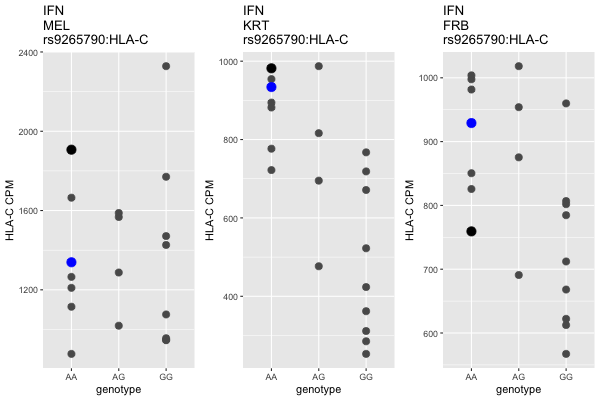 IFN
MEL
rs9265790:HLA-C
HLA-C CPM
2400
2000
1600
1200
AA
AG
GG
genotype
IFN
KRT
rs9265790:HLA-C
HLA-C CPM
1000
800
600
400
AA
AG
GG
genotype
IFN
FRB
rs9265790:HLA-C
HLA-C CPM
1000
900
800
700
600
AA
AG
GG
genotype